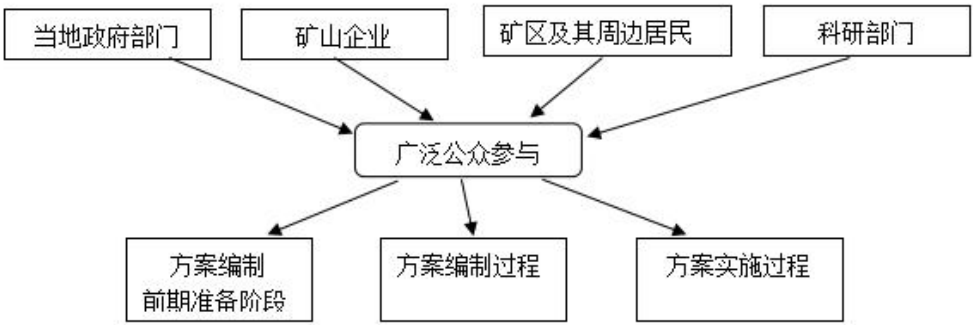 当地政府部门
矿山企业
矿区及其周边居民
科研部门
广泛公众参与
方案编制
前期准备阶段
方案编制过程
方案实施过程